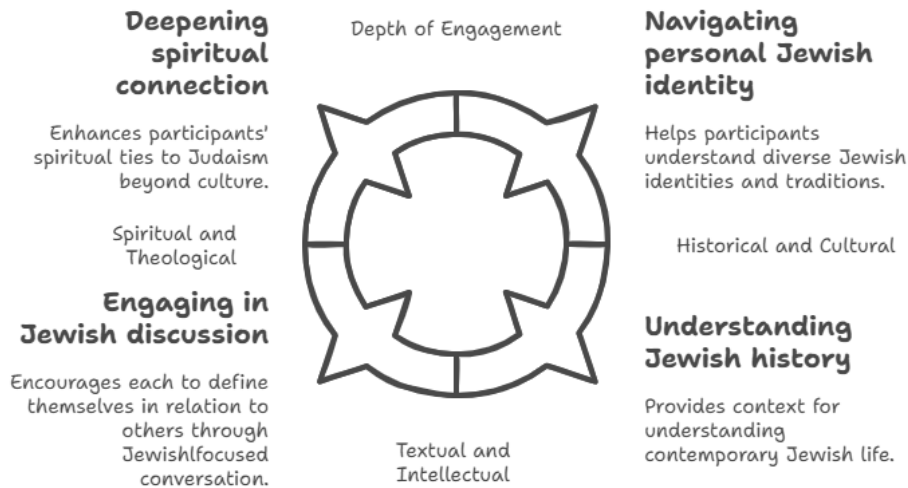 Deepening
spiritual
connection
Enhances participants'
spiritual ties to Judaism
beyond culture.
Depth of Engagement
Navigating
personal Jewish
identity
Helps participants
understand diverse Jewish
identities and traditions.
Spiritual and
Theological
Historical and Cultural
Engaging in
Jewish discussion
Encourages each to define
themselves in relation to
others through
Jewishlfocused
conversation.
Textual and
Intellectual
Understanding
Jewish history
Provides context for
understanding
contemporary Jewish life.